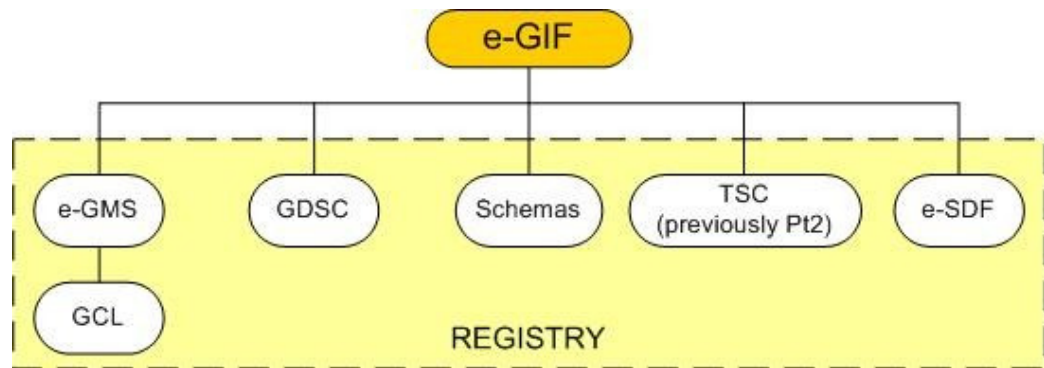 e-GIF
e-GMS
GDSC
Schemas
TSC
(previously Pt2)
e-SDF
GCL
REGISTRY